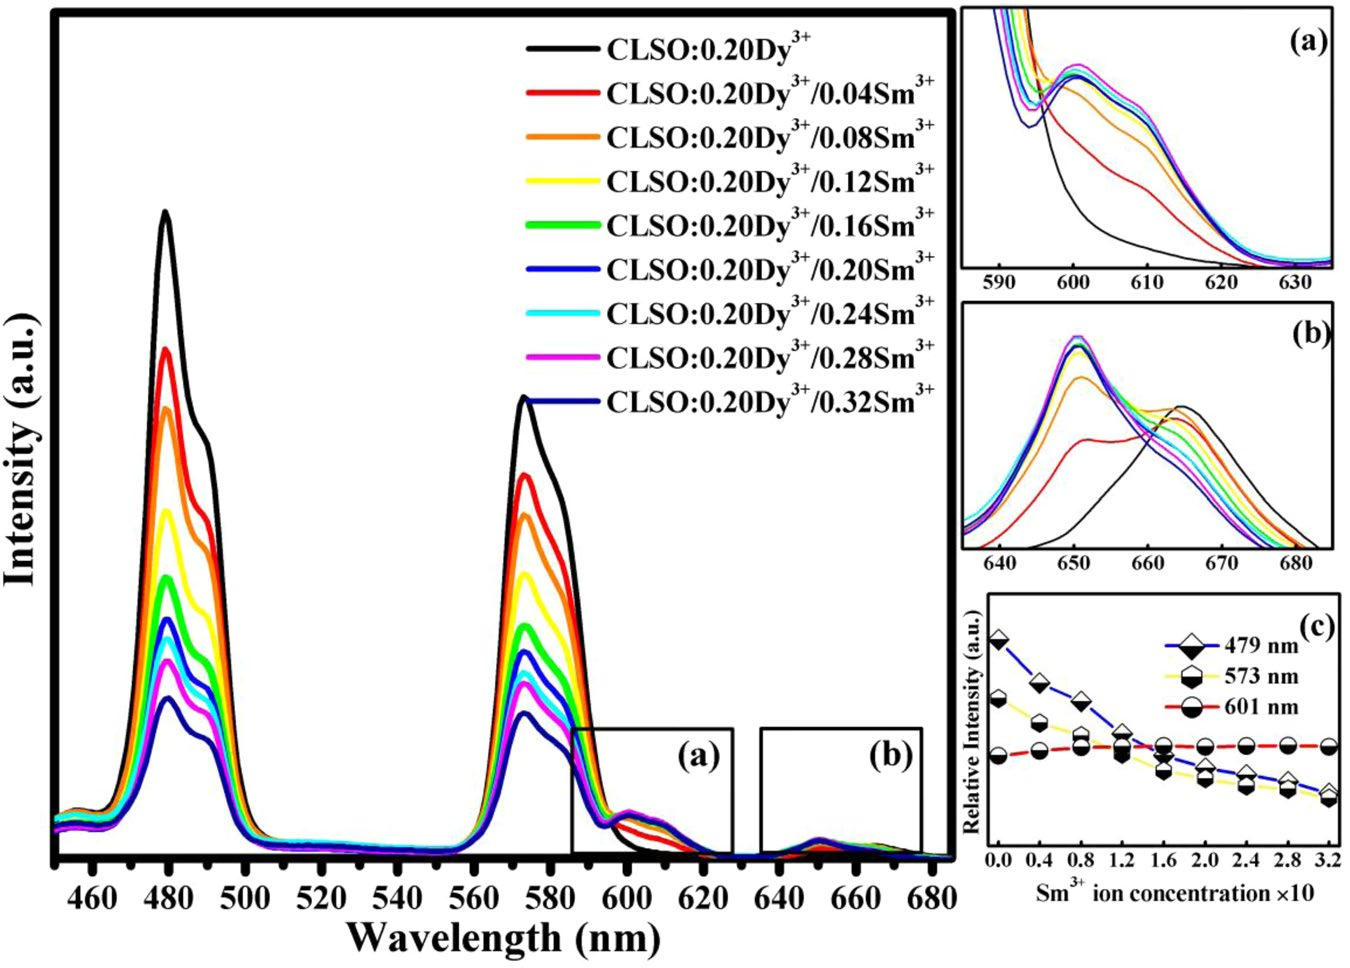 Intensity (a.u.)
CLSO:0.20Dy³⁺
CLSO:0.20Dy³⁺/0.04Sm³⁺
CLSO:0.20Dy³⁺/0.08Sm³⁺
CLSO:0.20Dy³⁺/0.12Sm³⁺
CLSO:0.20Dy³⁺/0.16Sm³⁺
CLSO:0.20Dy³⁺/0.20Sm³⁺
CLSO:0.20Dy³⁺/0.24Sm³⁺
CLSO:0.20Dy³⁺/0.28Sm³⁺
CLSO:0.20Dy³⁺/0.32Sm³⁺
(a) (b)
460 480 500 520 540 560 580 600 620 640 660 680
Wavelength (nm)
(a)
590 600 610 620 630
(b)
640 650 660 670 680
(c)
Relative Intensity (a.u.)
479 nm
573 nm
601 nm
0.0 0.4 0.8 1.2 1.6 2.0 2.4 2.8 3.2
Sm³⁺ ion concentration ×10